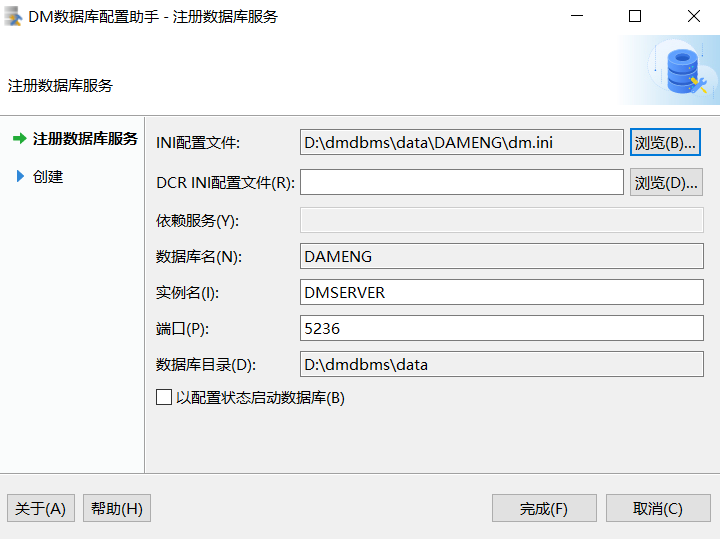 DM数据库配置助手 - 注册数据库服务
注册数据库服务
注册数据库服务
创建
INI配置文件: D:\dmdbms\data\DAMENG\dm.ini 浏览(B)...
DCR INI配置文件(R): 浏览(D)...
依赖服务(Y):
数据库名(N): DAMENG
实例名(I): DMSERVER
端口(P): 5236
数据库目录(D): D:\dmdbms\data
以配置状态启动数据库(B)
关于(A) 帮助(H) 完成(F) 取消(C)